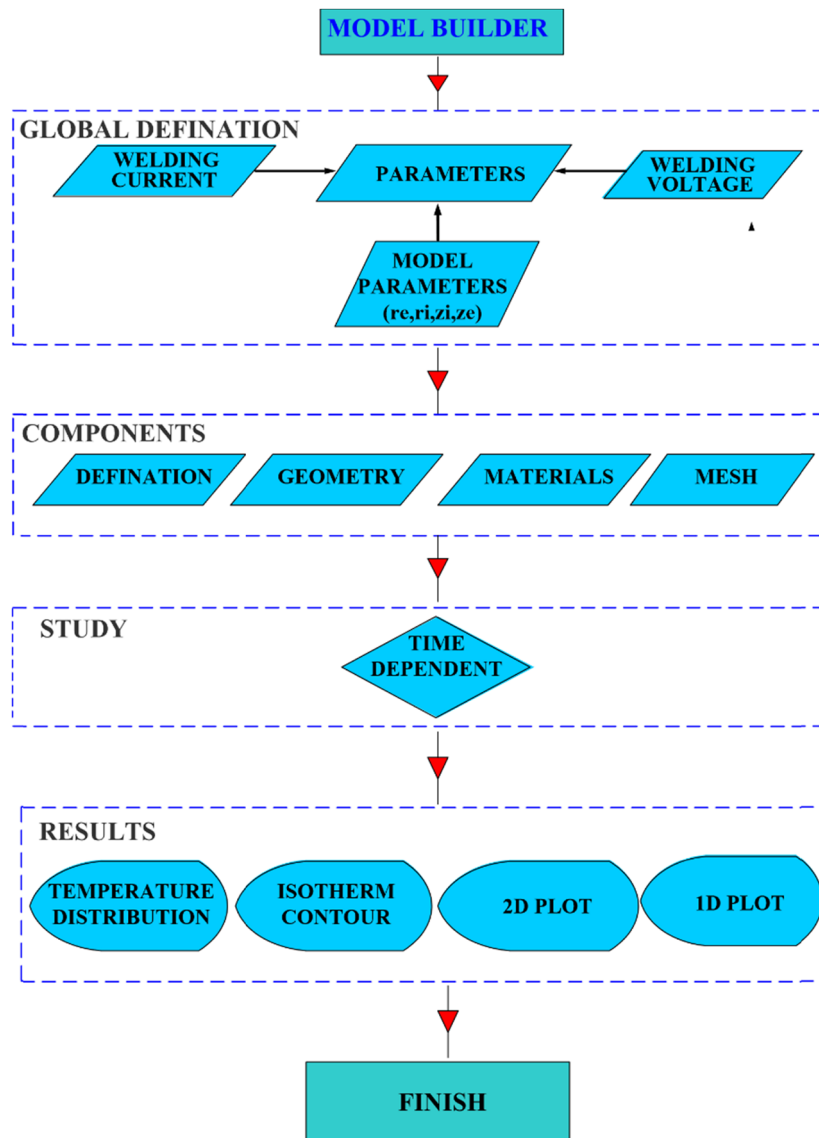 MODEL BUILDER
GLOBAL DEFINATION
WELDING
CURRENT
PARAMETERS
WELDING
VOLTAGE
MODEL
PARAMETERS
(re,ri,zi,ze)
COMPONENTS
DEFINATION
GEOMETRY
MATERIALS
MESH
STUDY
TIME
DEPENDENT
RESULTS
TEMPERATURE
DISTRIBUTION
ISOTHERM
CONTOUR
2D PLOT
1D PLOT
FINISH